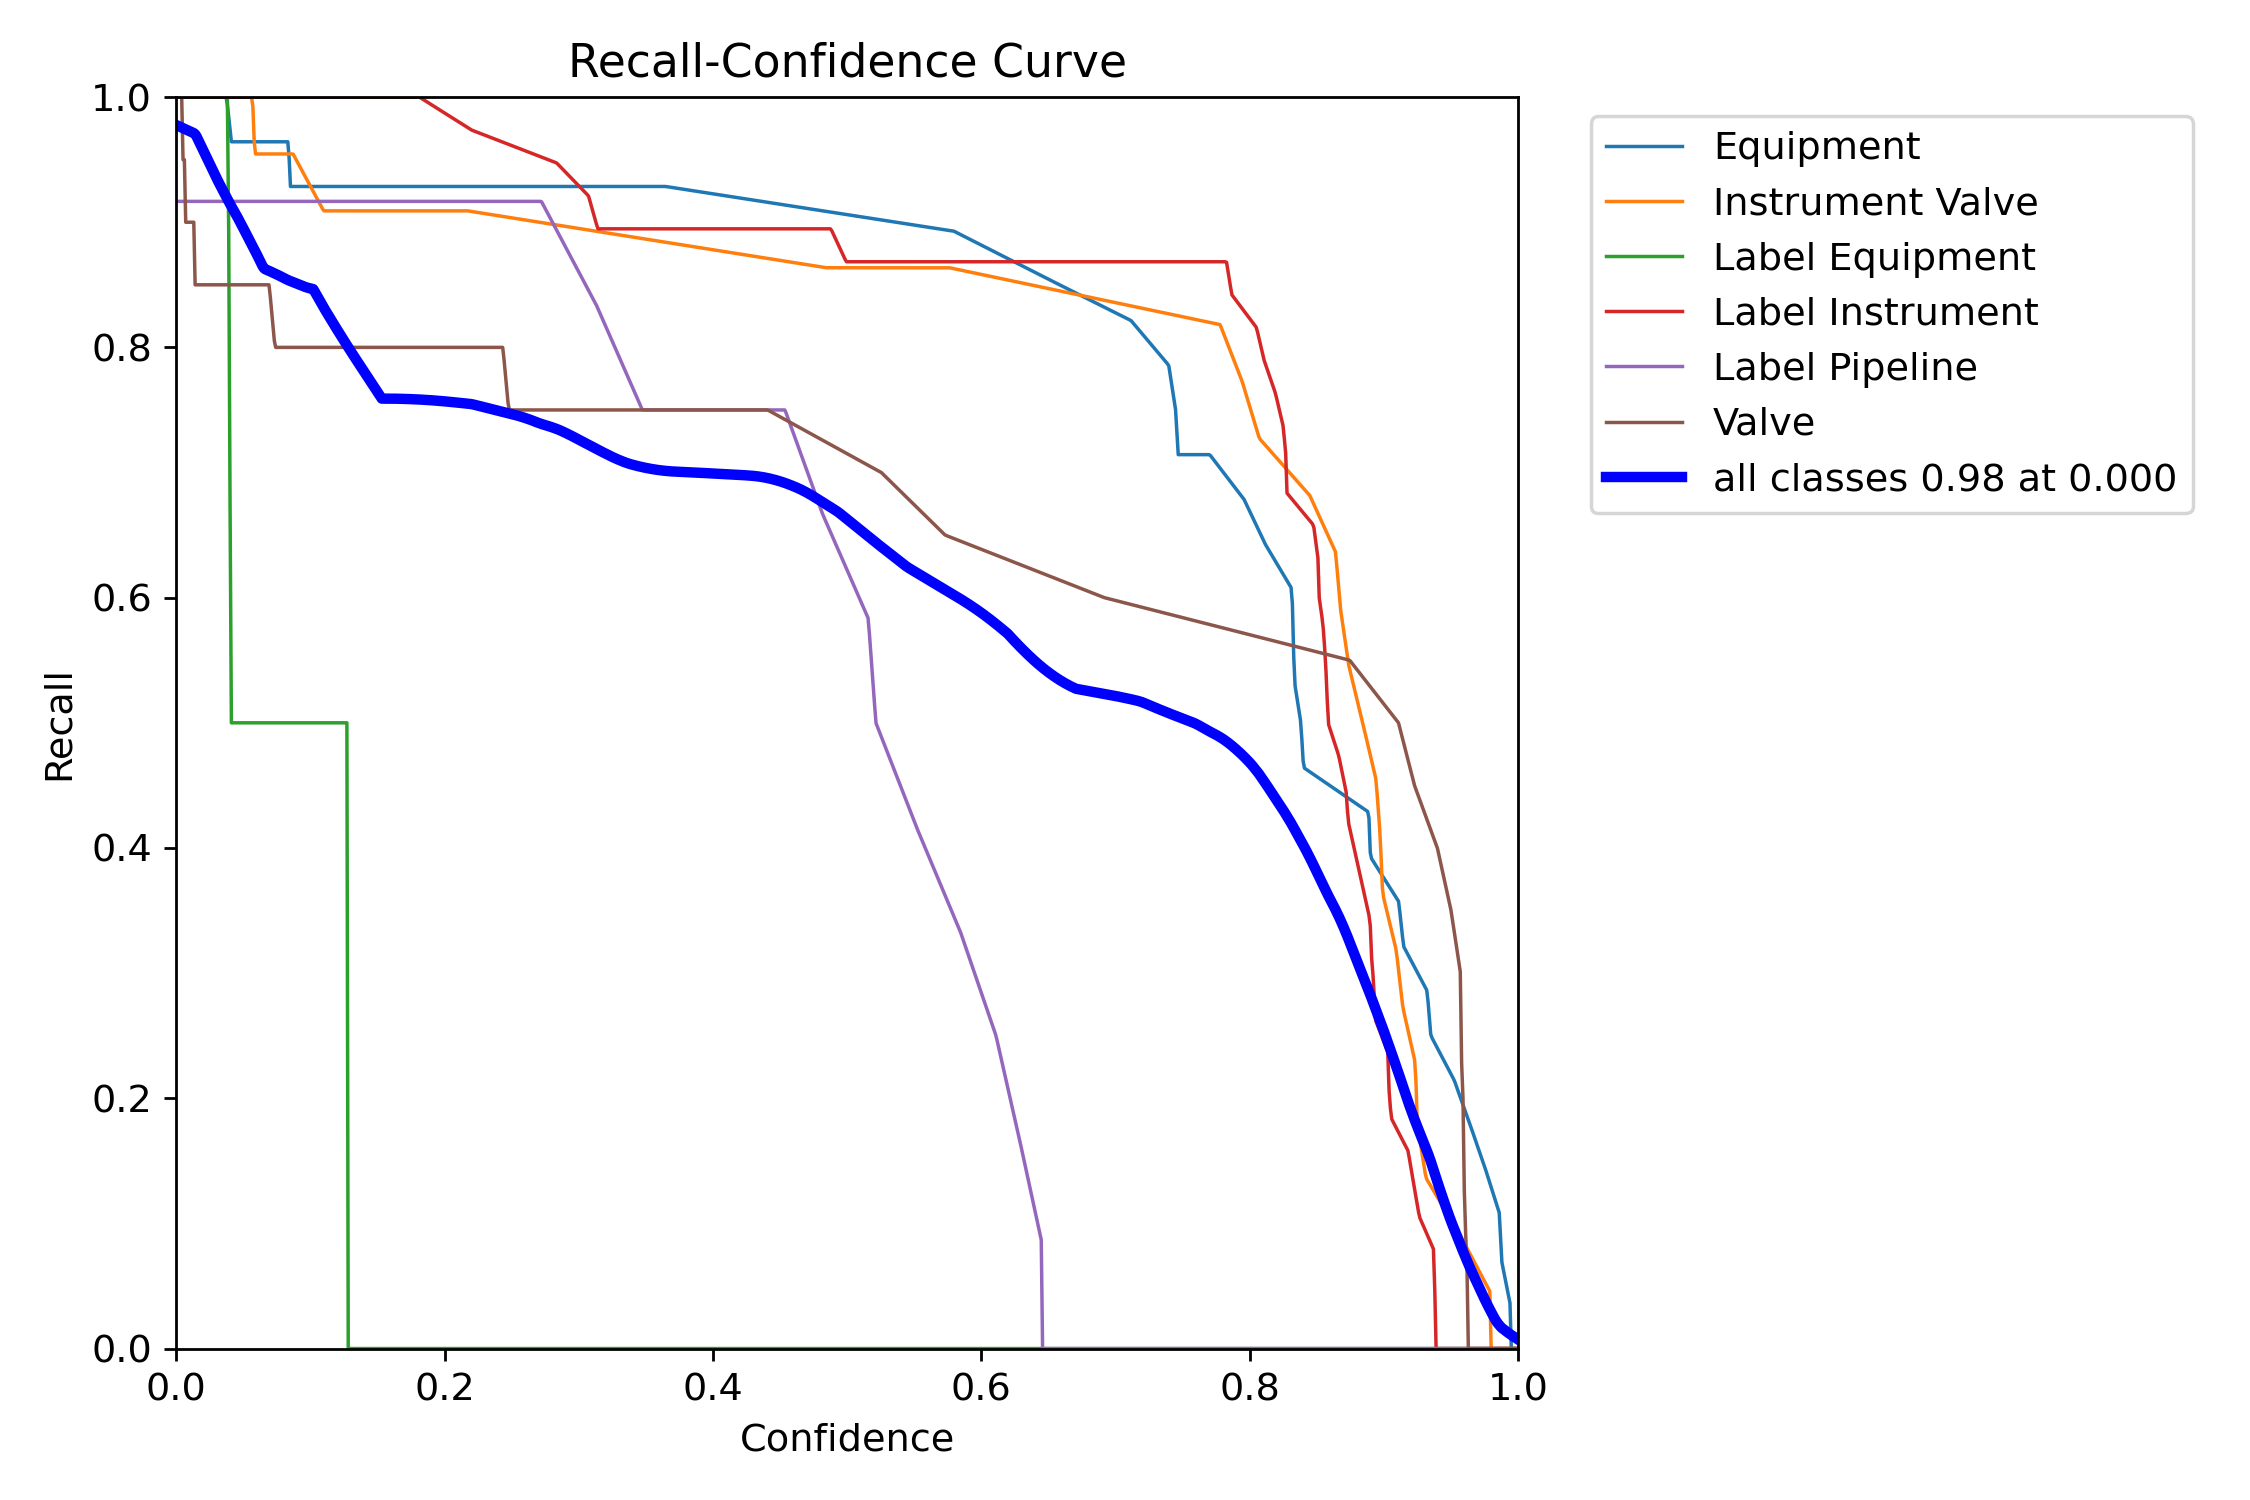 Recall-Confidence Curve
1.0
0.8
0.6
0.4
0.2
0.0
Recall
0.0 0.2 0.4 0.6 0.8 1.0
Confidence
Equipment
Instrument Valve
Label Equipment
Label Instrument
Label Pipeline
Valve
all classes 0.98 at 0.000